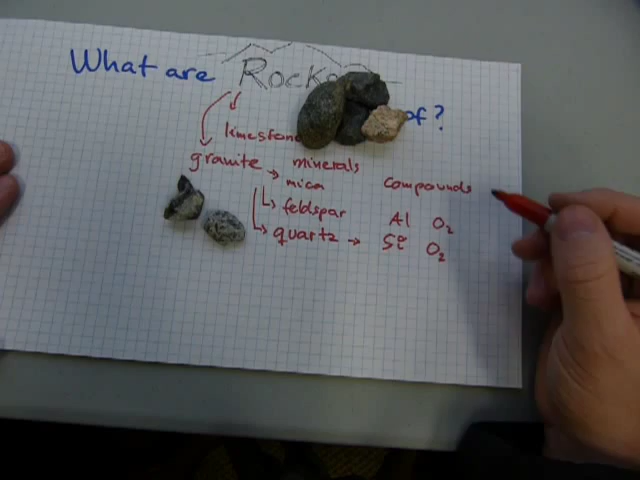 What are Rocks of?
limestone
granite → minerals
mica compounds
↳ feldspar Al O₂
↳ quartz → Si O₂